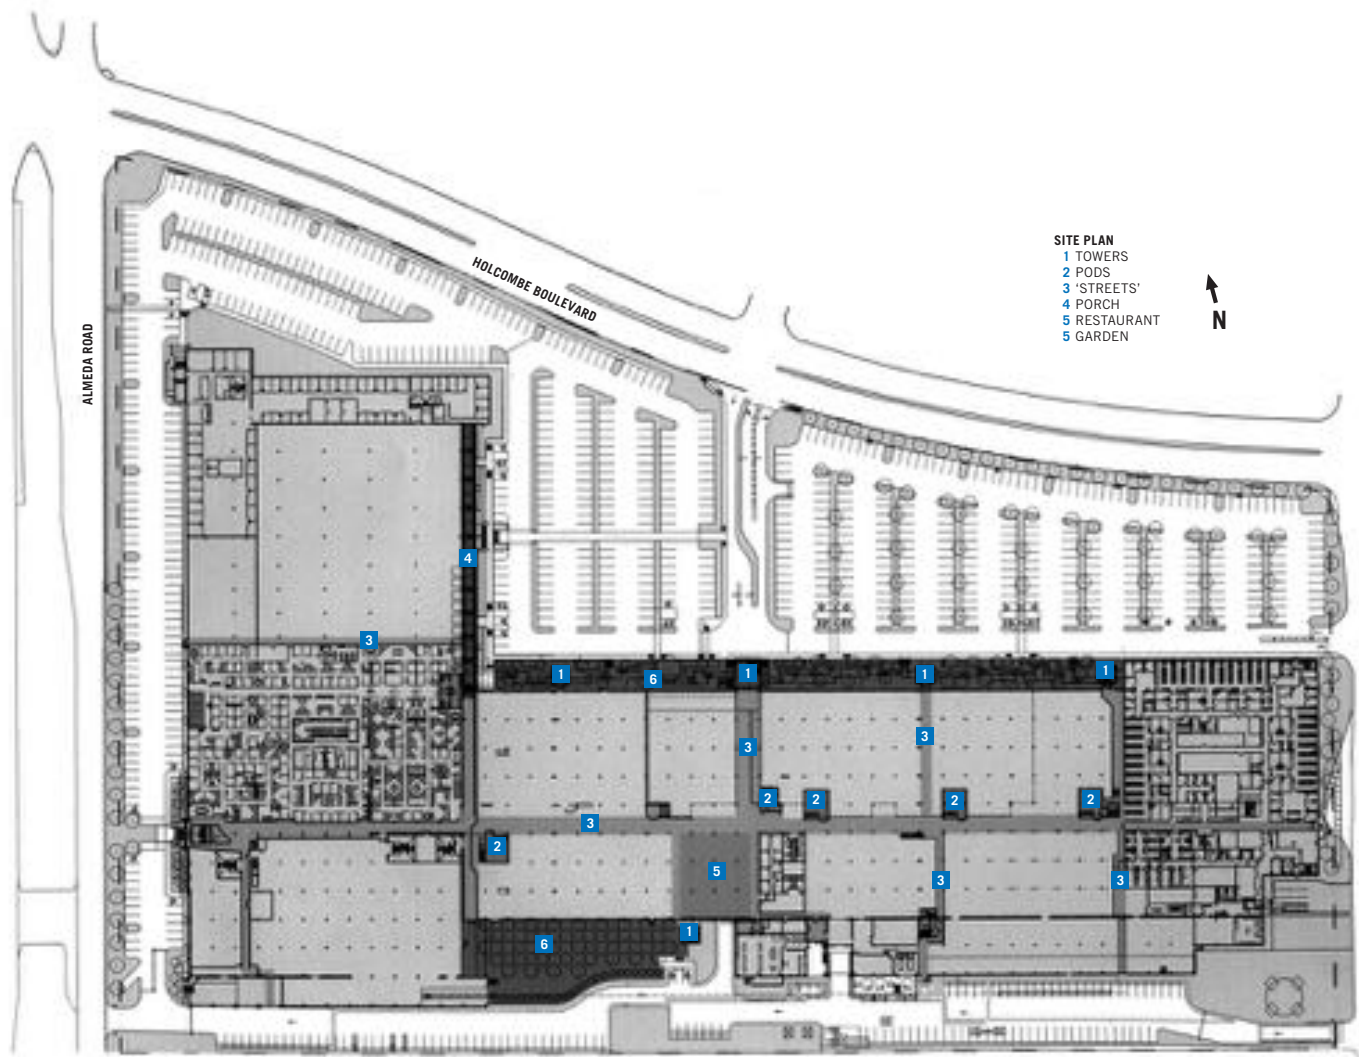 HOLCOMBE BOULEVARD
ALMEDA ROAD
SITE PLAN
1 TOWERS
2 PODS
3 'STREETS'
4 PORCH
5 RESTAURANT
5 GARDEN
N
4
3
1
6
1
1
1
3
3
2
2
2
2
3
2
5
3
3
1
6